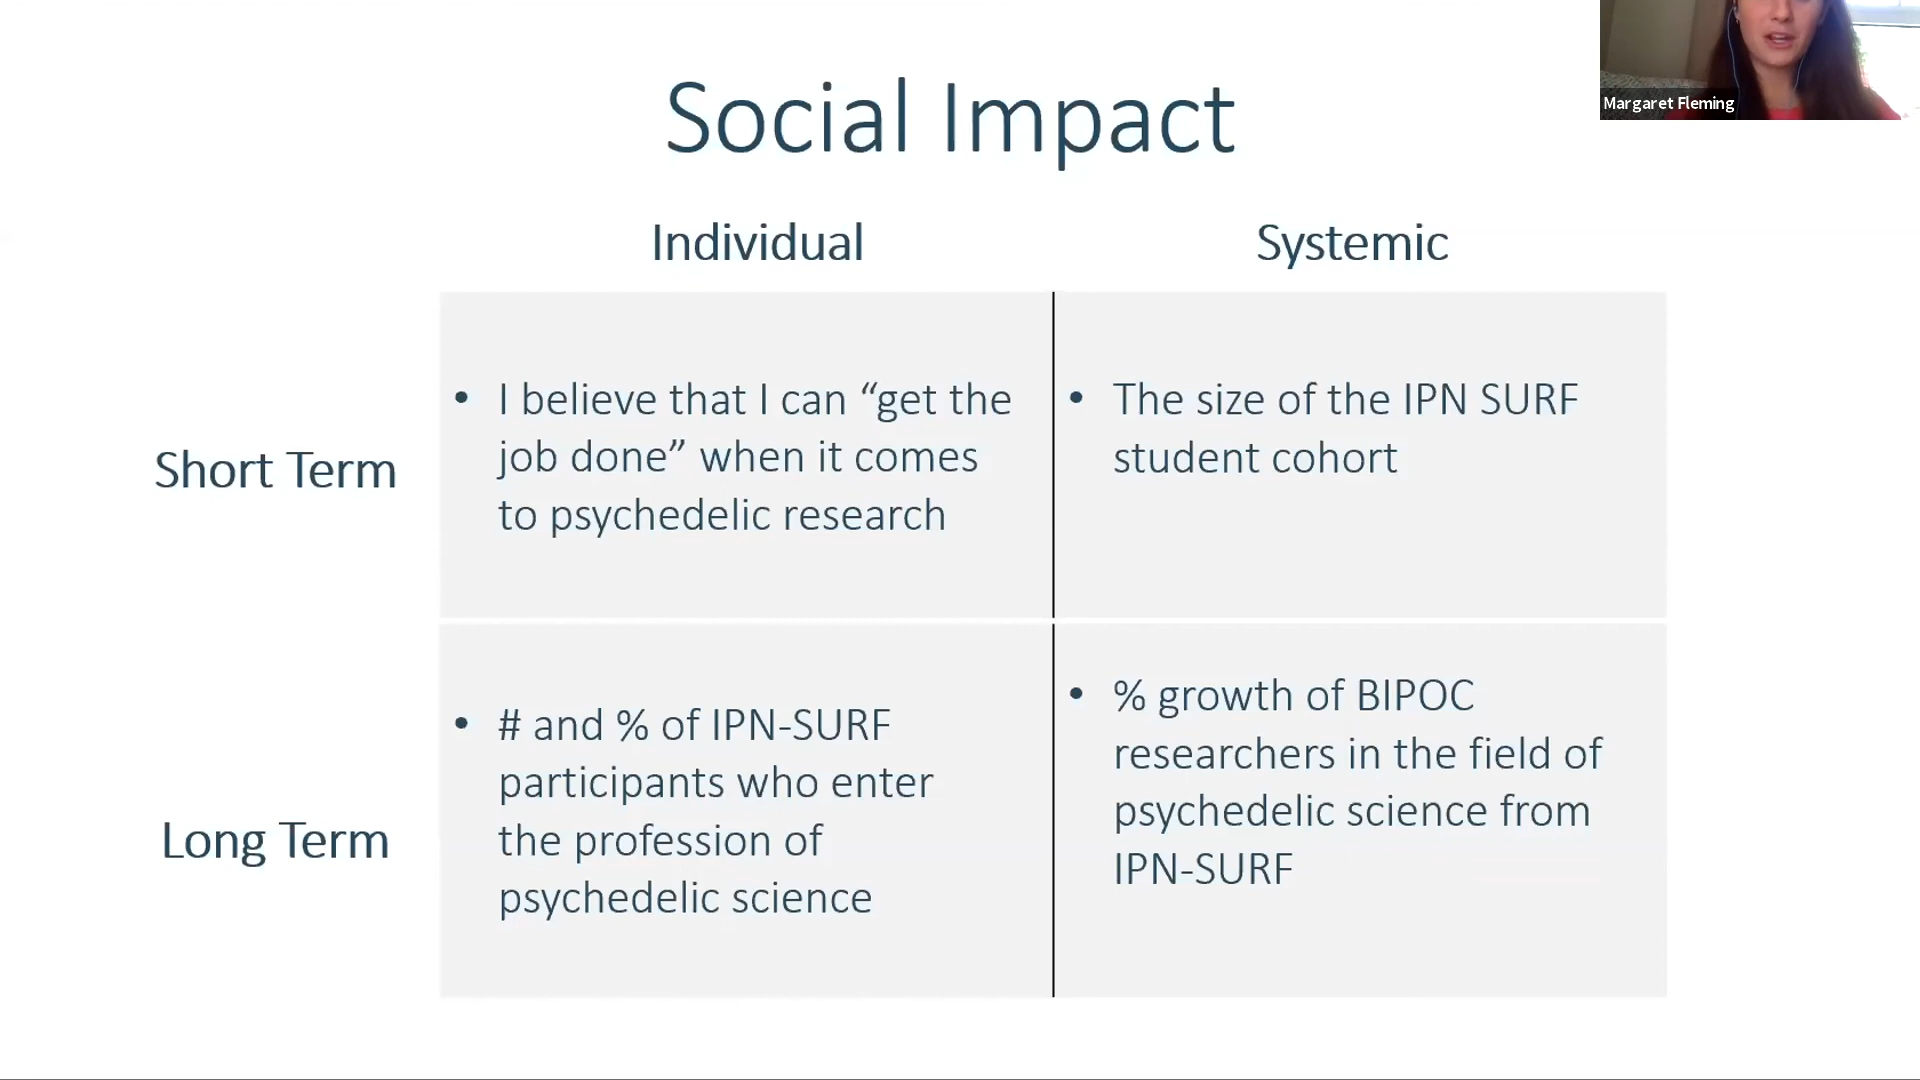 Margaret Fleming
Social Impact
Individual
Systemic
Short Term
• I believe that I can “get the
job done” when it comes
to psychedelic research
• The size of the IPN SURF
student cohort
Long Term
• # and % of IPN-SURF
participants who enter
the profession of
psychedelic science
• % growth of BIPOC
researchers in the field of
psychedelic science from
IPN-SURF